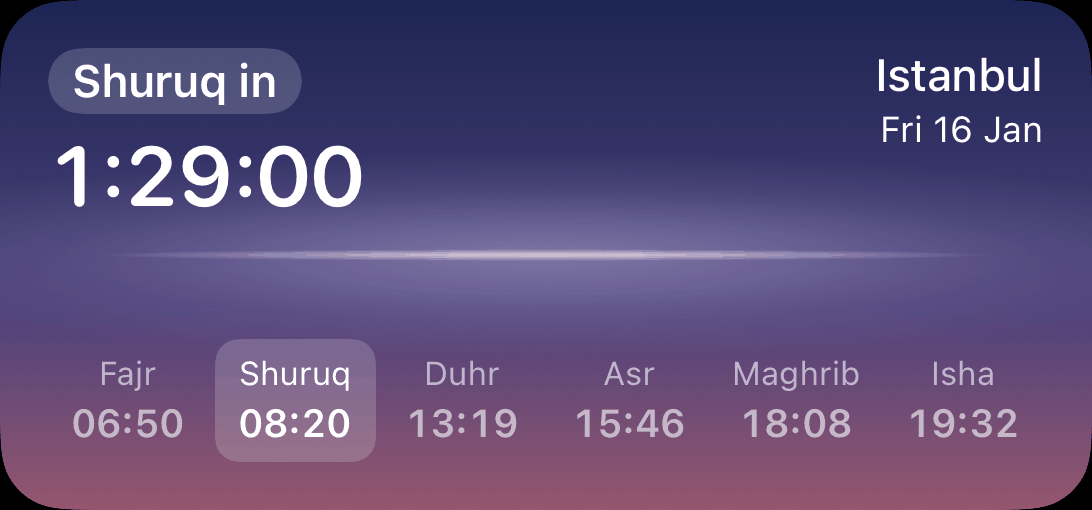 Shuruq in
1:29:00
Istanbul
Fri 16 Jan
Fajr Shuruq Duhr Asr Maghrib Isha
06:50 08:20 13:19 15:46 18:08 19:32